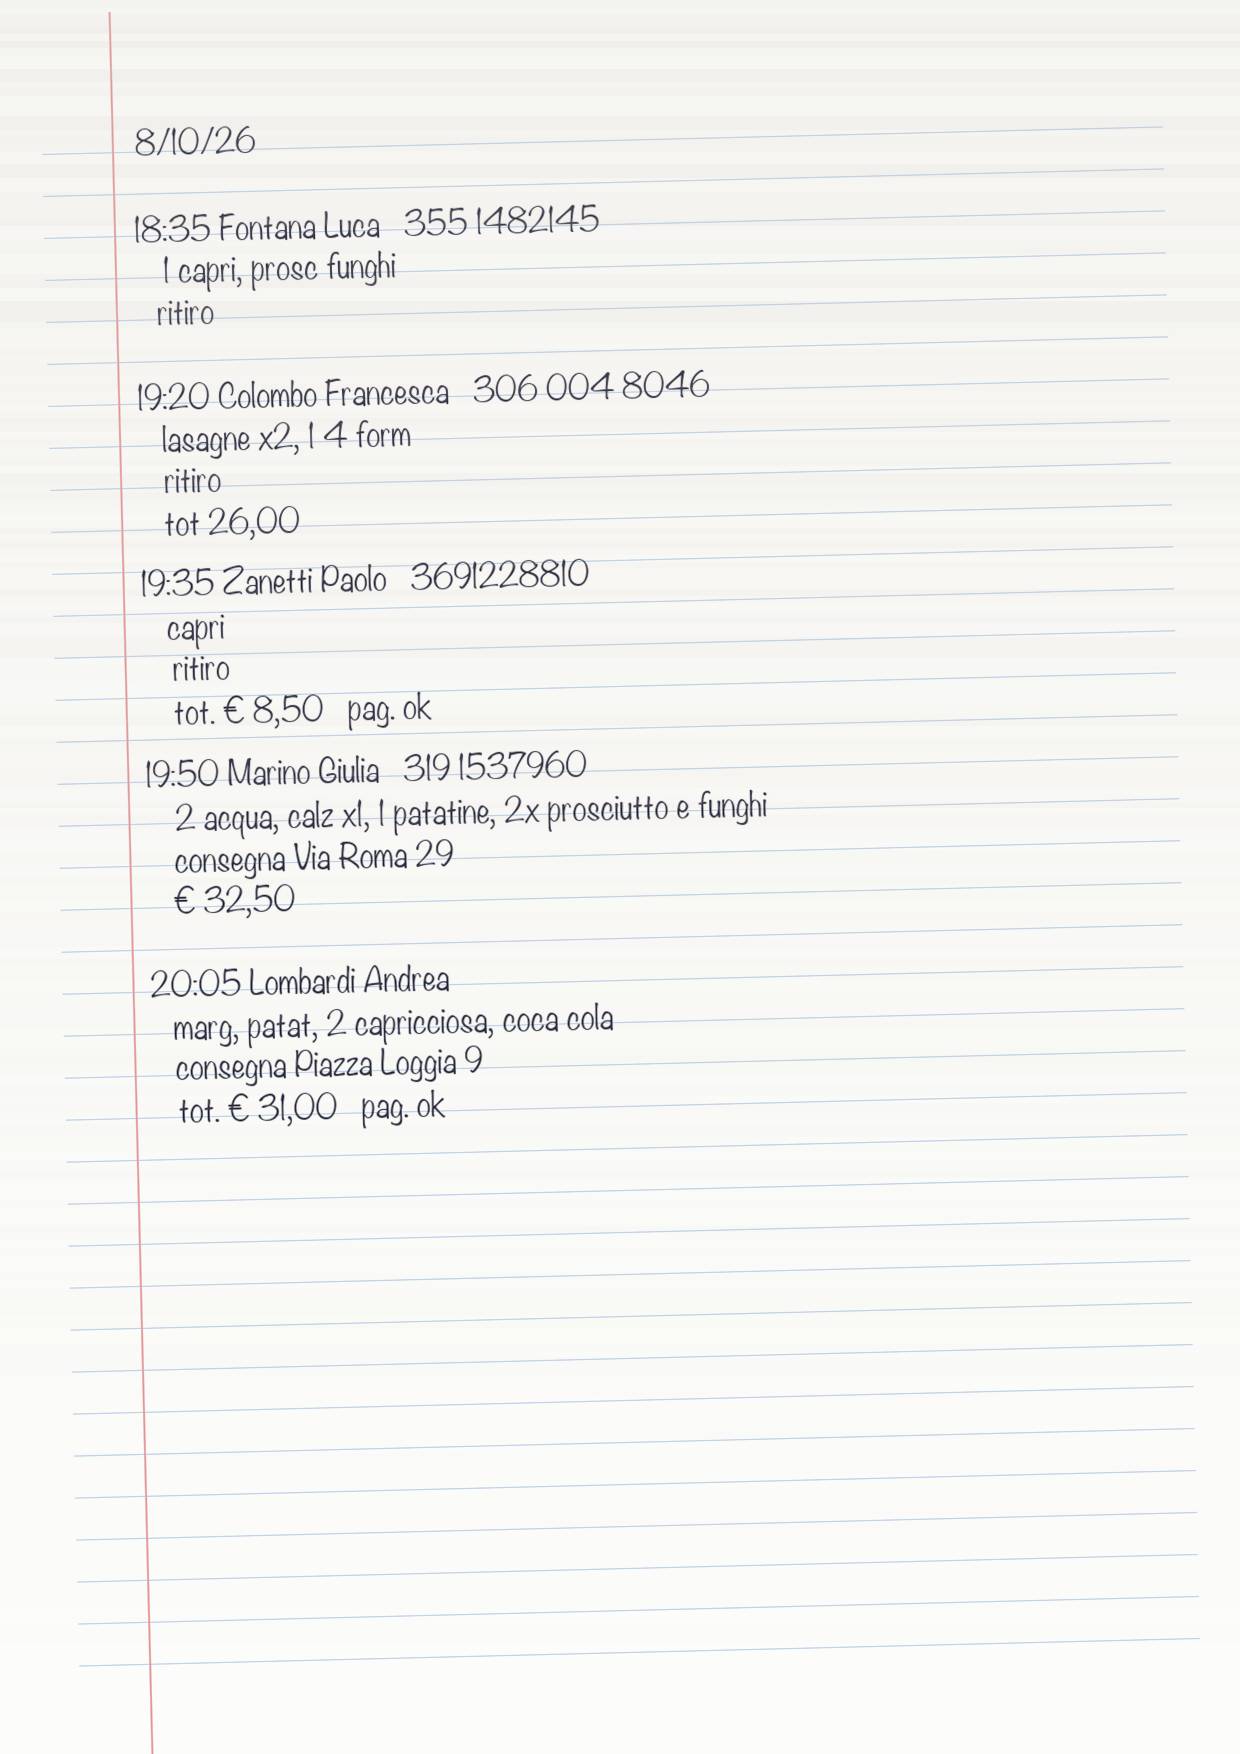 8/10/26
18:35 Fontana Luca 355 1482145
1 capri, prosc funghi
ritiro
19:20 Colombo Francesca 306 004 8046
lasagne x2, 1 4 form
ritiro
tot 26,00
19:35 Zanetti Paolo 3691228810
capri
ritiro
tot. € 8,50 pag. ok
19:50 Marino Giulia 319 1537960
2 acqua, calz x1, 1 patatine, 2x prosciutto e funghi
consegna Via Roma 29
€ 32,50
20:05 Lombardi Andrea
marg, patat, 2 capricciosa, coca cola
consegna Piazza Loggia 9
tot. € 31,00 pag. ok